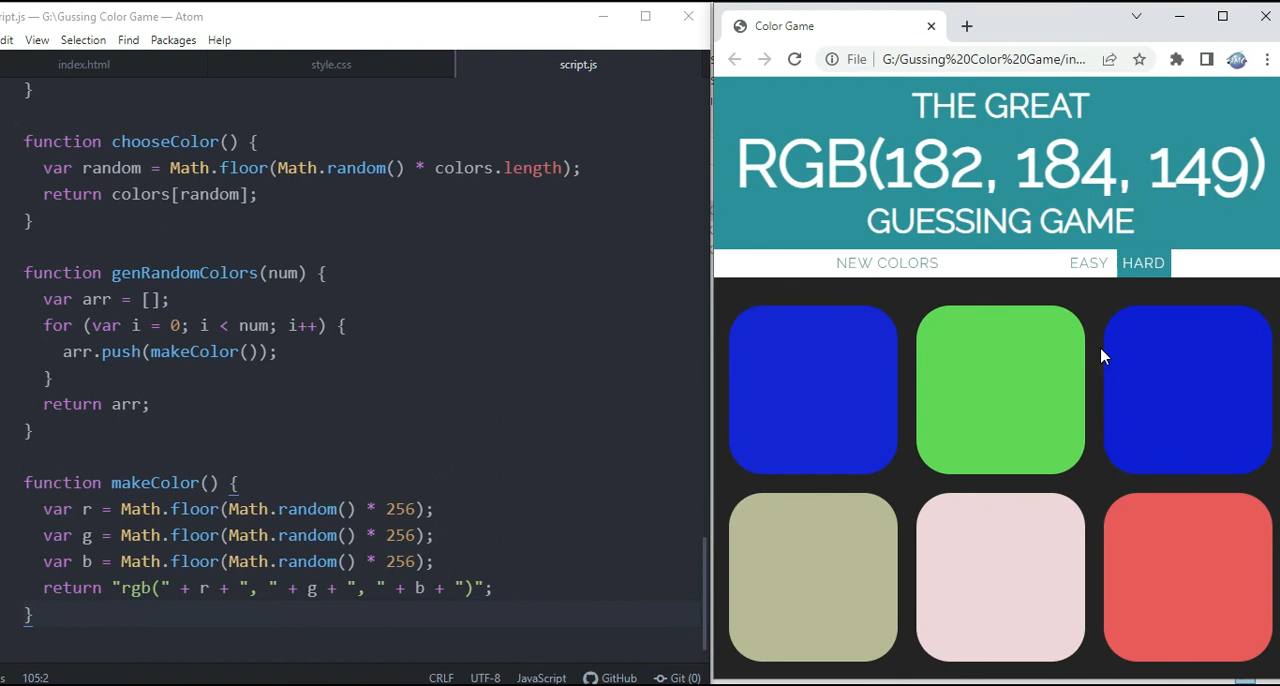 ript.js — G:\Gussing Color Game — Atom
dit View Selection Find Packages Help
index.html style.css script.js
}
function chooseColor() {
var random = Math.floor(Math.random() * colors.length);
return colors[random];
}
function genRandomColors(num) {
var arr = [];
for (var i = 0; i < num; i++) {
arr.push(makeColor());
}
return arr;
}
function makeColor() {
var r = Math.floor(Math.random() * 256);
var g = Math.floor(Math.random() * 256);
var b = Math.floor(Math.random() * 256);
return "rgb(" + r + ", " + g + ", " + b + ")";
}
s 105:2 CRLF UTF-8 JavaScript GitHub Git (0)
Color Game
File G:/Gussing%20Color%20Game/in...
THE GREAT
RGB(182, 184, 149)
GUESSING GAME
NEW COLORS EASY HARD